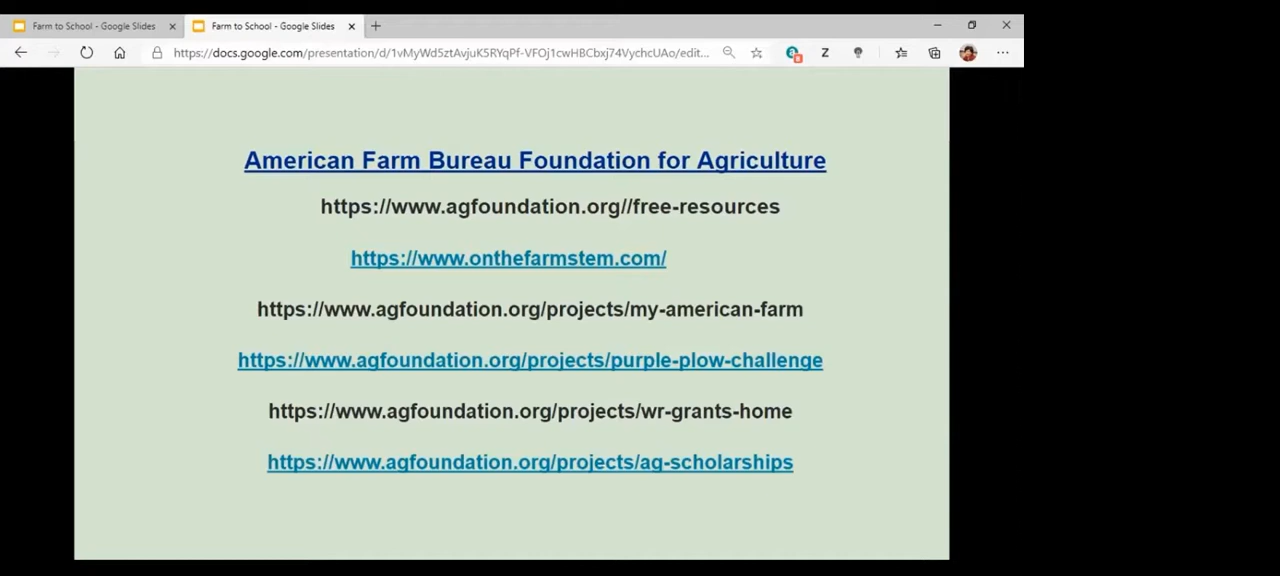 Farm to School - Google Slides
Farm to School - Google Slides
https://docs.google.com/presentation/d/1vMyWd5ztAvjuK5RYqPf-VFOj1cwHBCbxj74VychcUAo/edit...
Z
American Farm Bureau Foundation for Agriculture
https://www.agfoundation.org//free-resources
https://www.onthefarmstem.com/
https://www.agfoundation.org/projects/my-american-farm
https://www.agfoundation.org/projects/purple-plow-challenge
https://www.agfoundation.org/projects/wr-grants-home
https://www.agfoundation.org/projects/ag-scholarships